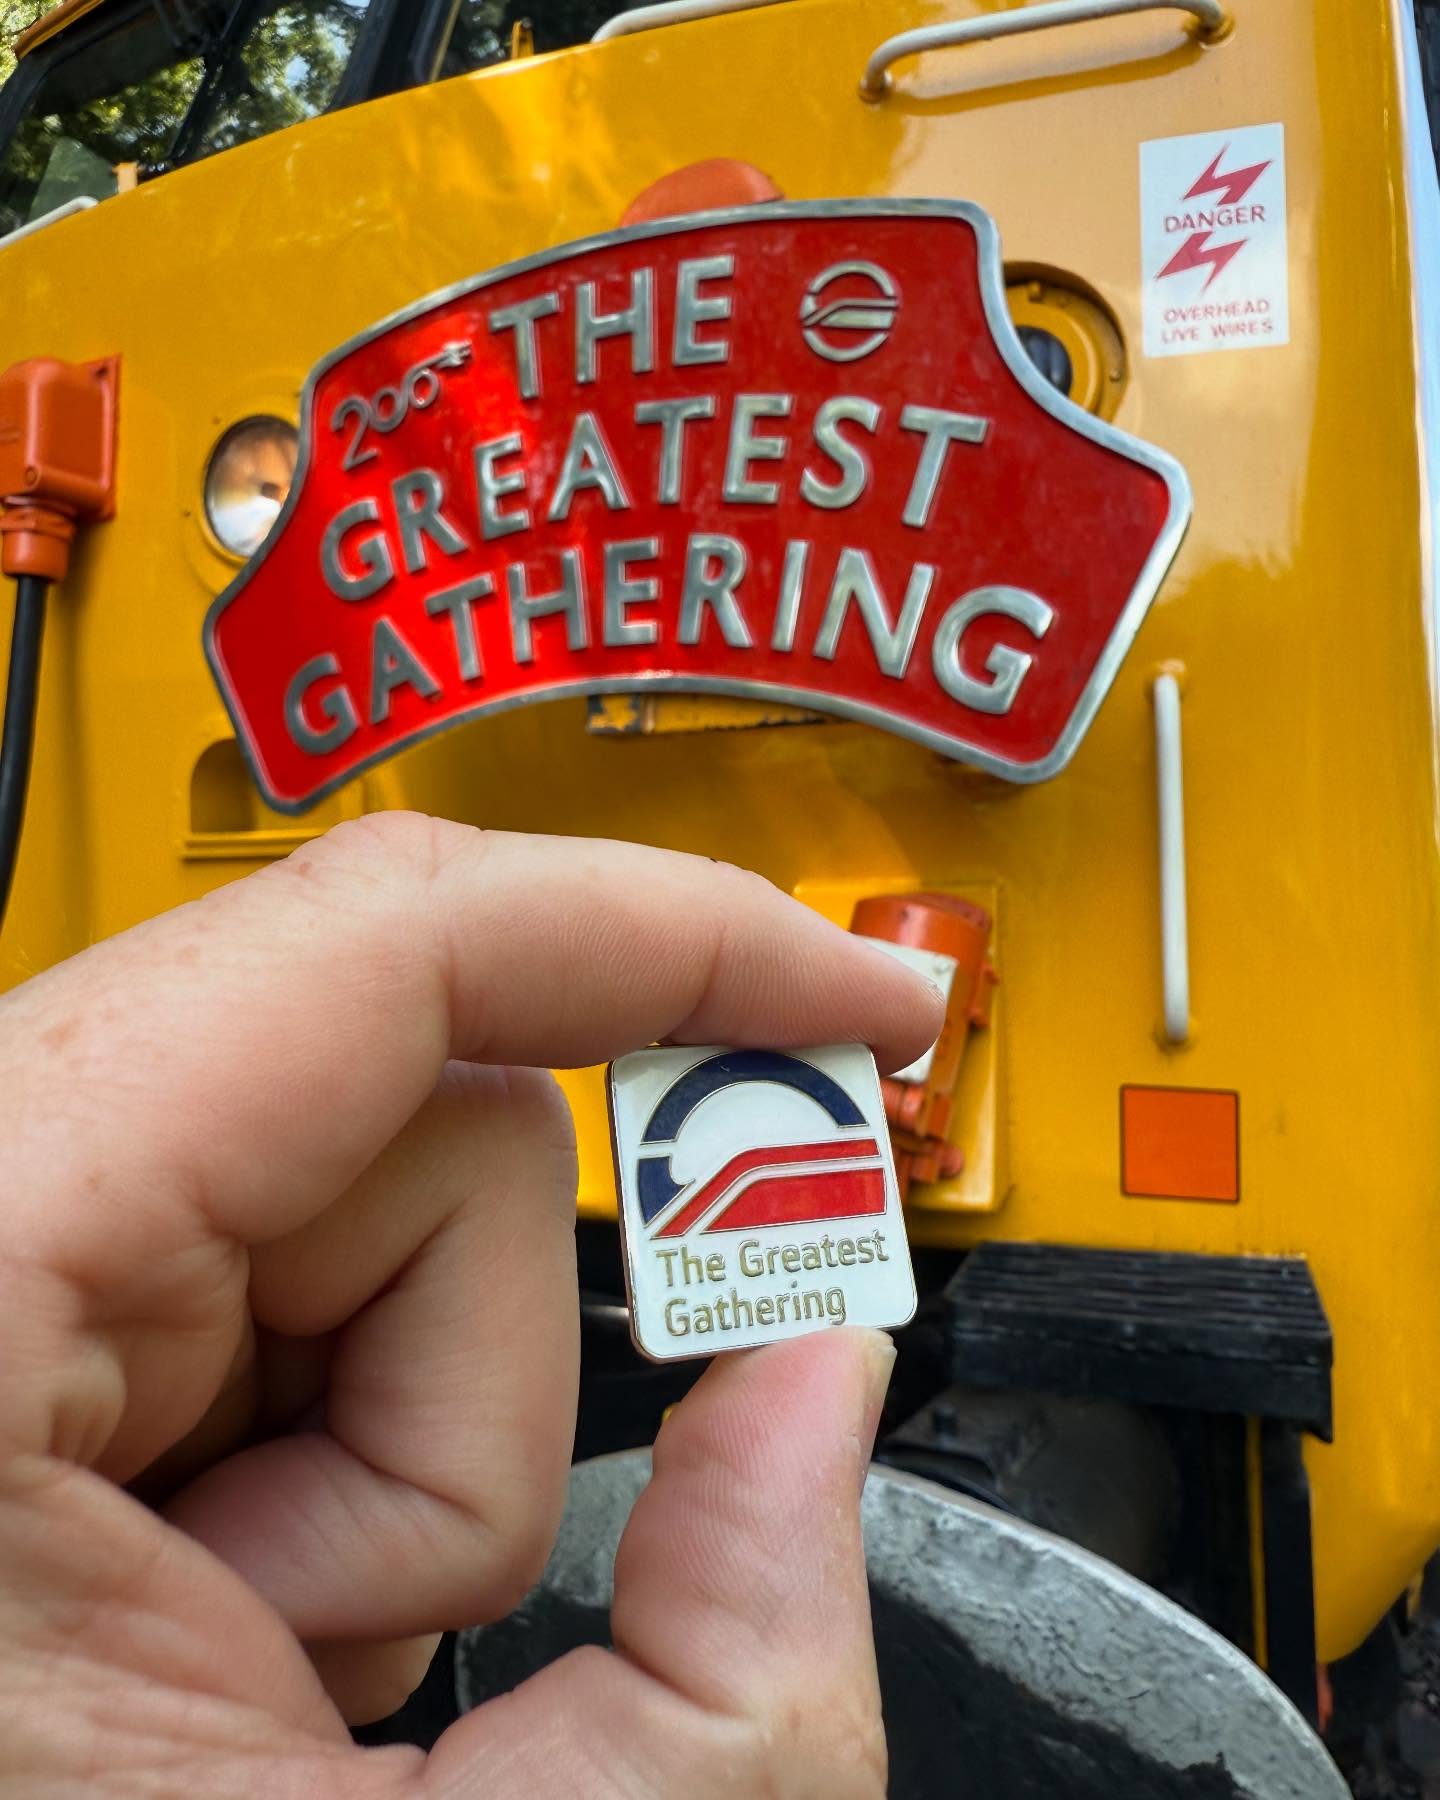 200 THE
GREATEST
GATHERING
DANGER
OVERHEAD
LIVE WIRES
The Greatest
Gathering